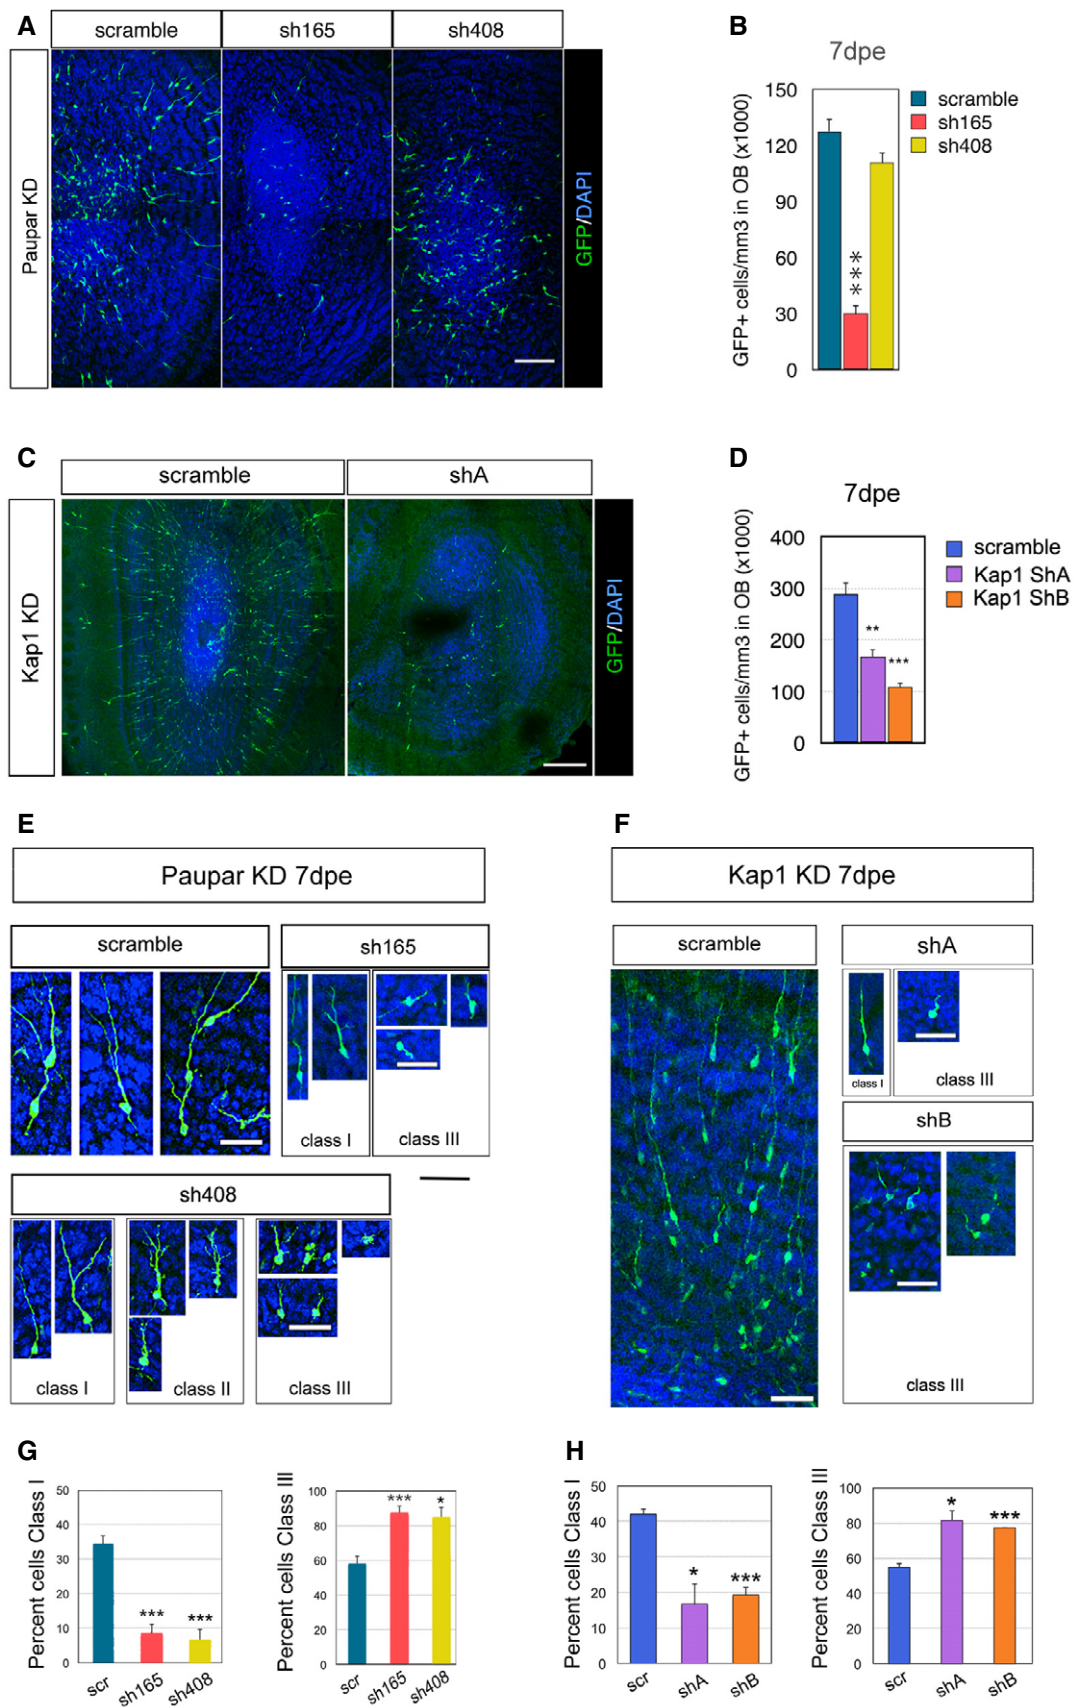 A
scramble
sh165
sh408
Paupar KD
GFP/DAPI
B
7dpe
GFP+ cells/mm3 in OB (x1000)
150
120
90
60
30
0
***
scramble
sh165
sh408
C
scramble
shA
Kap1 KD
GFP/DAPI
D
7dpe
GFP+ cells/mm3 in OB (x1000)
400
300
200
100
0
**
***
scramble
Kap1 ShA
Kap1 ShB
E
Paupar KD 7dpe
scramble
sh165
class I
class III
sh408
class I
class II
class III
F
Kap1 KD 7dpe
scramble
shA
class I
class III
shB
class III
G
Percent cells Class I
50
40
30
20
10
0
***
***
scr
sh165
sh408
Percent cells Class III
100
80
60
40
20
0
***
*
scr
sh165
sh408
H
Percent cells Class I
50
40
30
20
10
0
*
***
scr
shA
shB
Percent cells Class III
100
80
60
40
20
0
*
***
scr
shA
shB